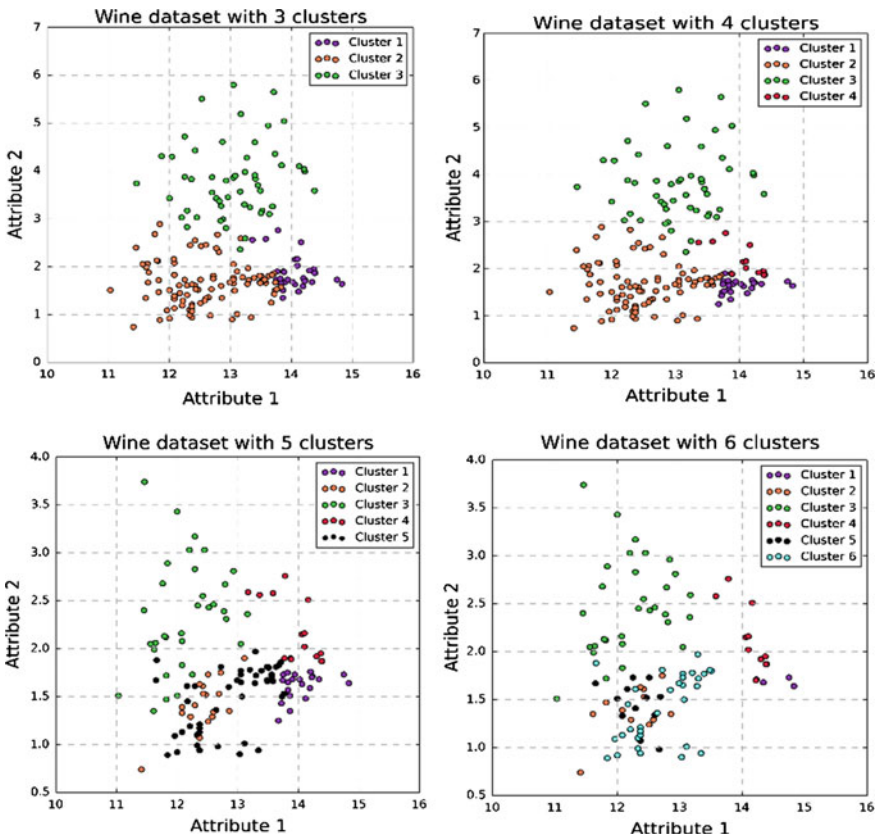 Wine dataset with 3 clusters
7
6
5
4
3
2
1
0
Attribute 2
Cluster 1
Cluster 2
Cluster 3
10 11 12 13 14 15 16
Attribute 1
Wine dataset with 4 clusters
7
6
5
4
3
2
1
0
Attribute 2
Cluster 1
Cluster 2
Cluster 3
Cluster 4
10 11 12 13 14 15 16
Attribute 1
Wine dataset with 5 clusters
4.0
3.5
3.0
2.5
2.0
1.5
1.0
0.5
Attribute 2
Cluster 1
Cluster 2
Cluster 3
Cluster 4
Cluster 5
10 11 12 13 14 15 16
Attribute 1
Wine dataset with 6 clusters
4.0
3.5
3.0
2.5
2.0
1.5
1.0
0.5
Attribute 2
Cluster 1
Cluster 2
Cluster 3
Cluster 4
Cluster 5
Cluster 6
10 11 12 13 14 15 16
Attribute 1